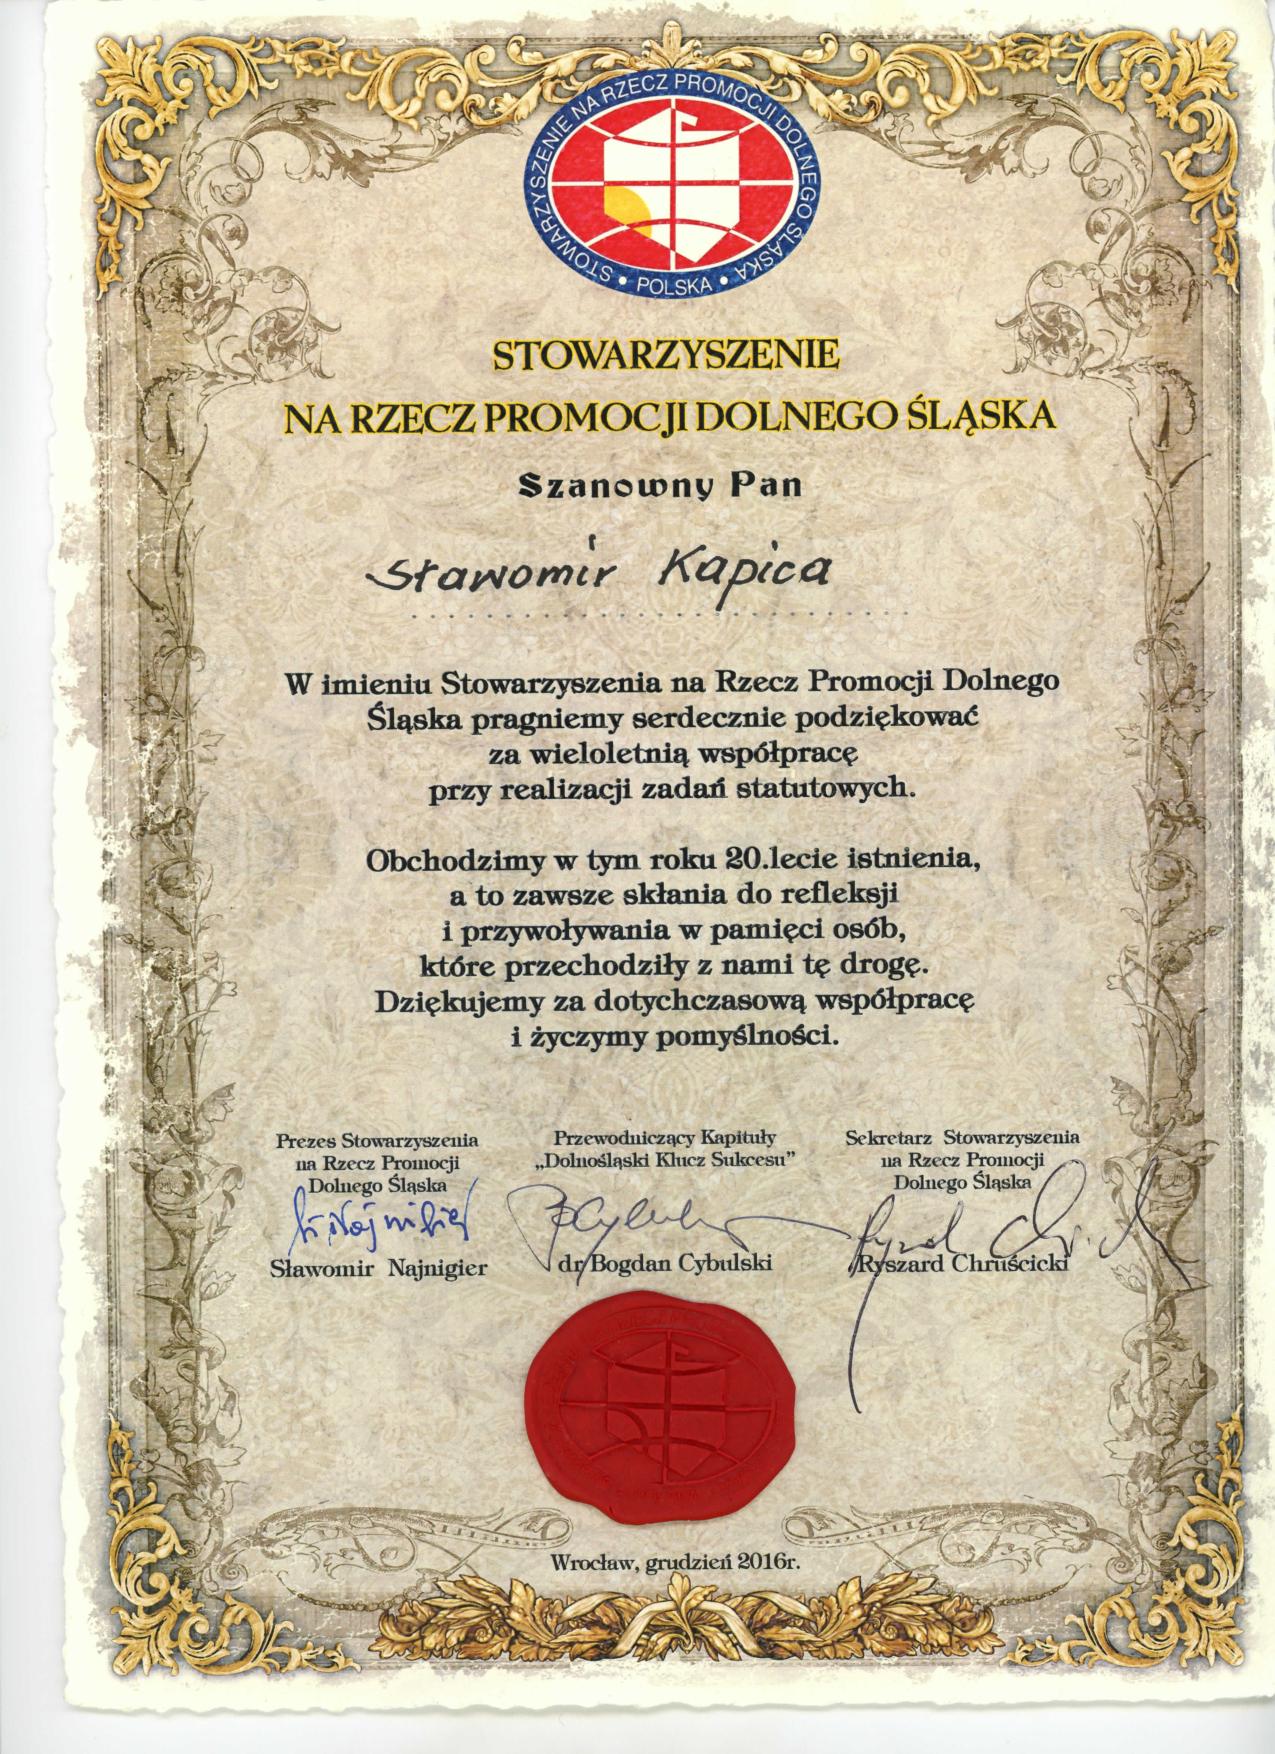 STOWARZYSZENIE NA RZECZ PROMOCJI DOLNEGO ŚLĄSKA
• POLSKA •
STOWARZYSZENIE
NA RZECZ PROMOCJI DOLNEGO ŚLĄSKA
Szanowny Pan
Sławomir Kapica
W imieniu Stowarzyszenia na Rzecz Promocji Dolnego
Śląska pragniemy serdecznie podziękować
za wieloletnią współpracę
przy realizacji zadań statutowych.
Obchodzimy w tym roku 20.lecie istnienia,
a to zawsze skłania do refleksji
i przywoływania w pamięci osób,
które przechodziły z nami tę drogę.
Dziękujemy za dotychczasową współpracę
i życzymy pomyślności.
Prezes Stowarzyszenia
na Rzecz Promocji
Dolnego Śląska
Sławomir Najnigier
Przewodniczący Kapituły
„Dolnośląski Klucz Sukcesu”
dr Bogdan Cybulski
Sekretarz Stowarzyszenia
na Rzecz Promocji
Dolnego Śląska
Ryszard Chruścicki
Wrocław, grudzień 2016r.